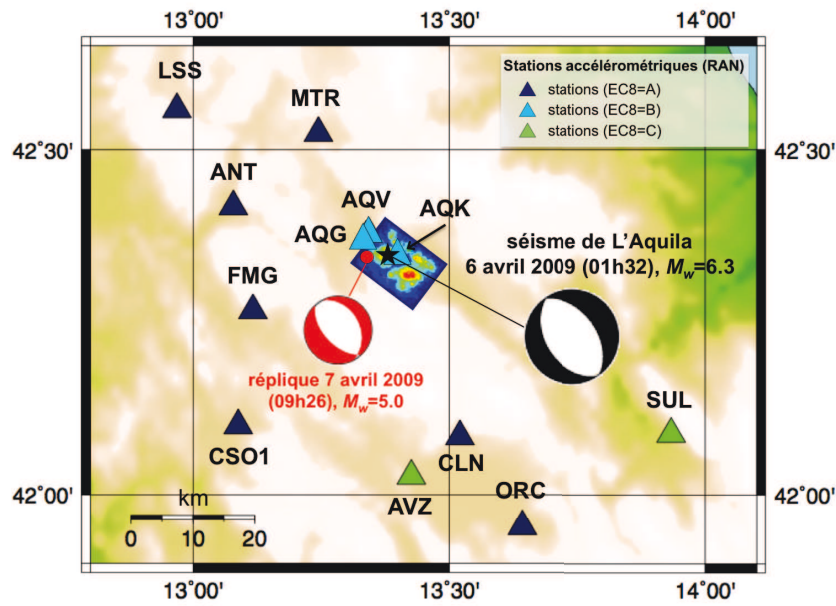 13°00' 13°30' 14°00'
LSS
MTR
Stations accélérométriques (RAN)
stations (EC8=A)
stations (EC8=B)
stations (EC8=C)
42°30' 42°30'
ANT
AQV
AQK
AQG
séisme de L'Aquila
6 avril 2009 (01h32), Mw=6.3
FMG
réplique 7 avril 2009
(09h26), Mw=5.0
SUL
CSO1
CLN
AVZ
ORC
42°00' 42°00'
km
0 10 20
13°00' 13°30' 14°00'